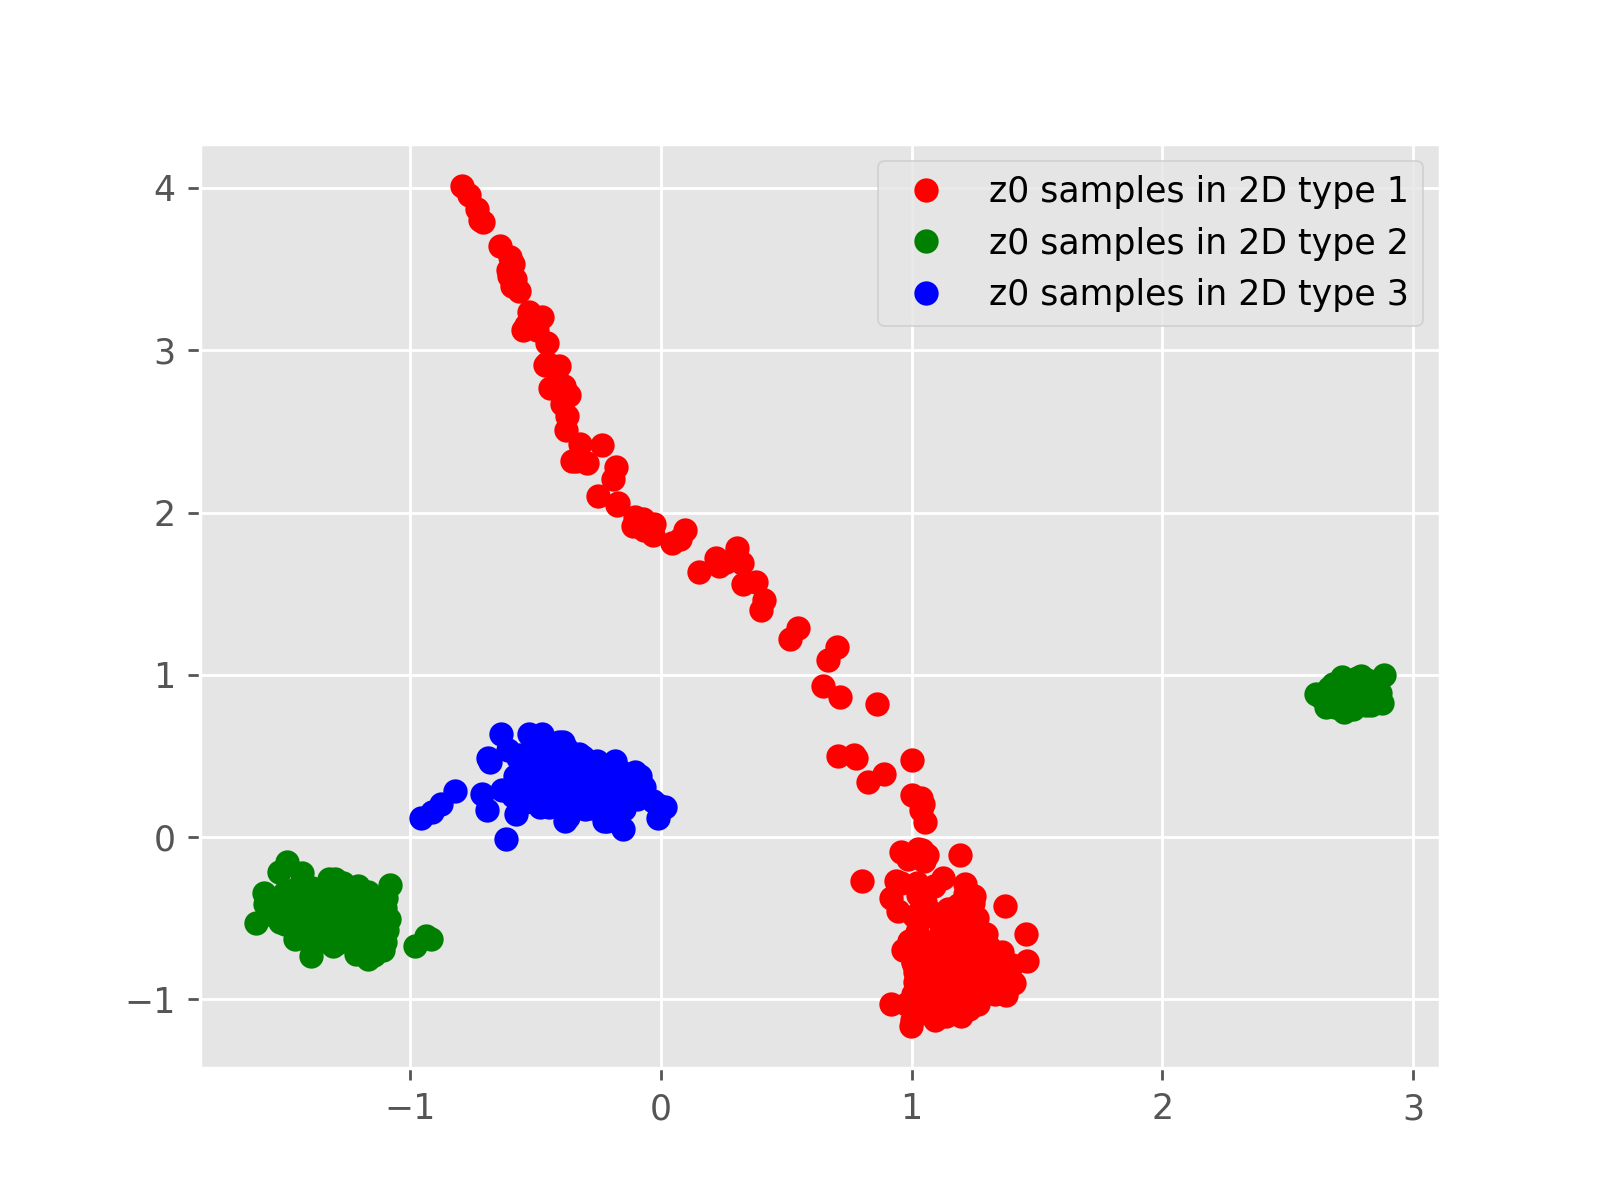 z0 samples in 2D type 1
z0 samples in 2D type 2
z0 samples in 2D type 3
4
3
2
1
0
−1
−1 0 1 2 3